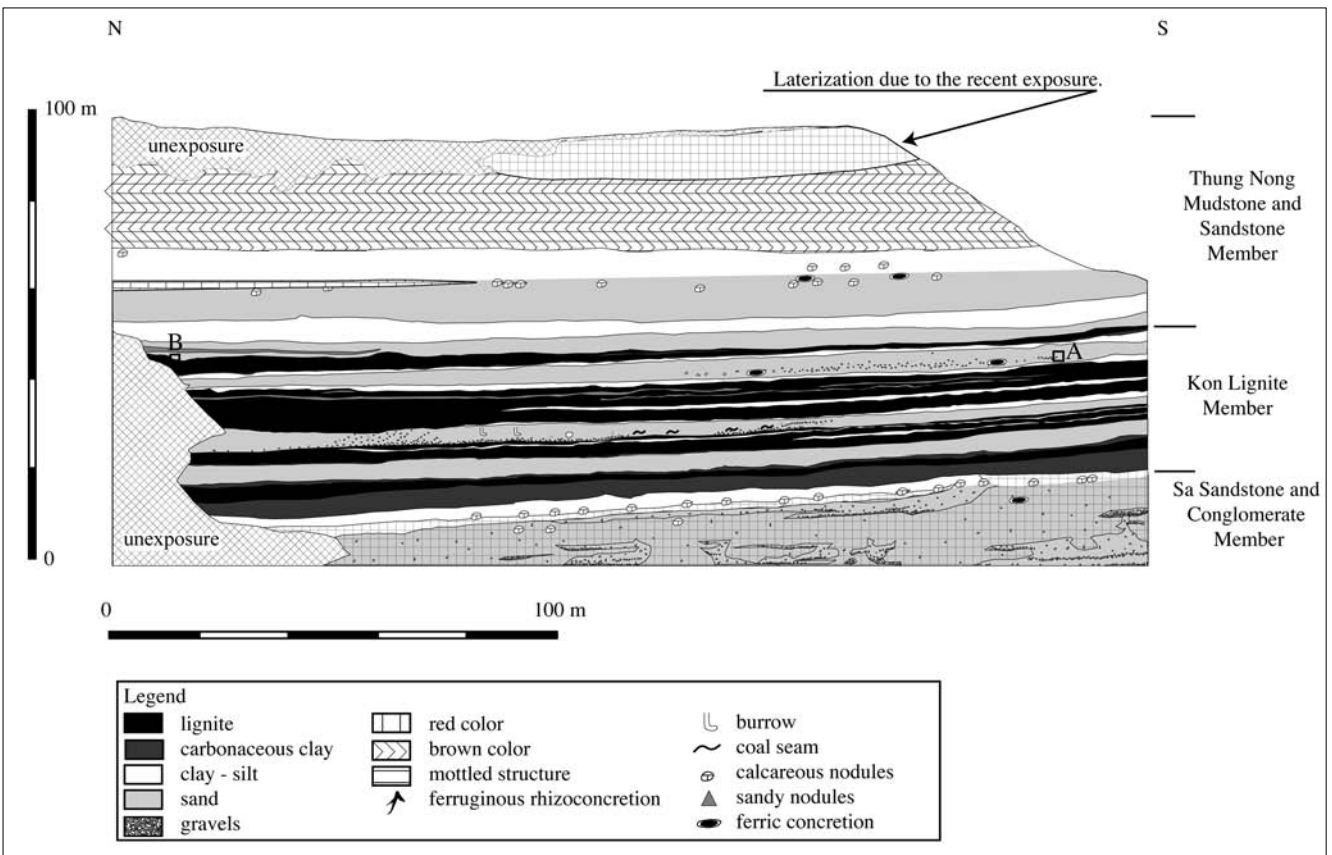 N
S
Laterization due to the recent exposure.
100 m
unexposure
Thung Nong
Mudstone and
Sandstone
Member
B
A
Kon Lignite
Member
Sa Sandstone and
Conglomerate
Member
unexposure
0
0
100 m
Legend
lignite
carbonaceous clay
clay - silt
sand
gravels
red color
brown color
mottled structure
ferruginous rhizoconcretion
burrow
coal seam
calcareous nodules
sandy nodules
ferric concretion